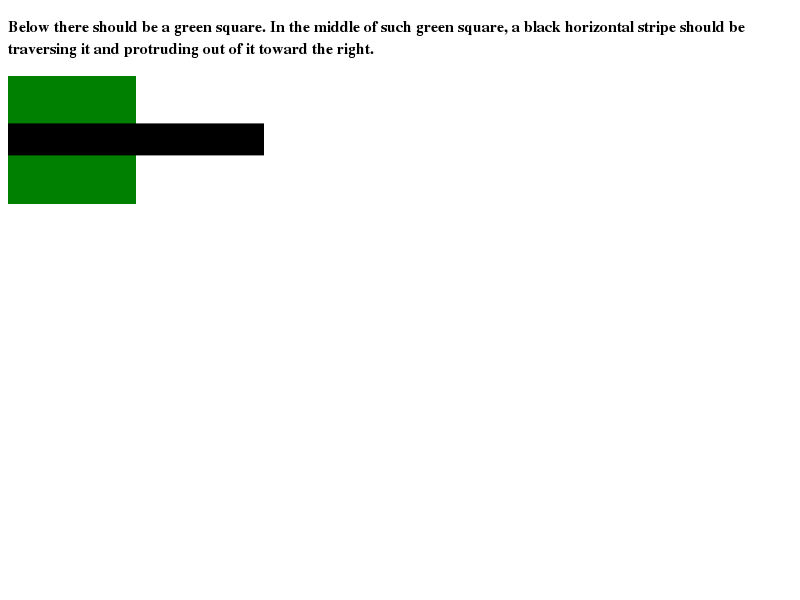 Below there should be a green square. In the middle of such green square, a black horizontal stripe should be
traversing it and protruding out of it toward the right.